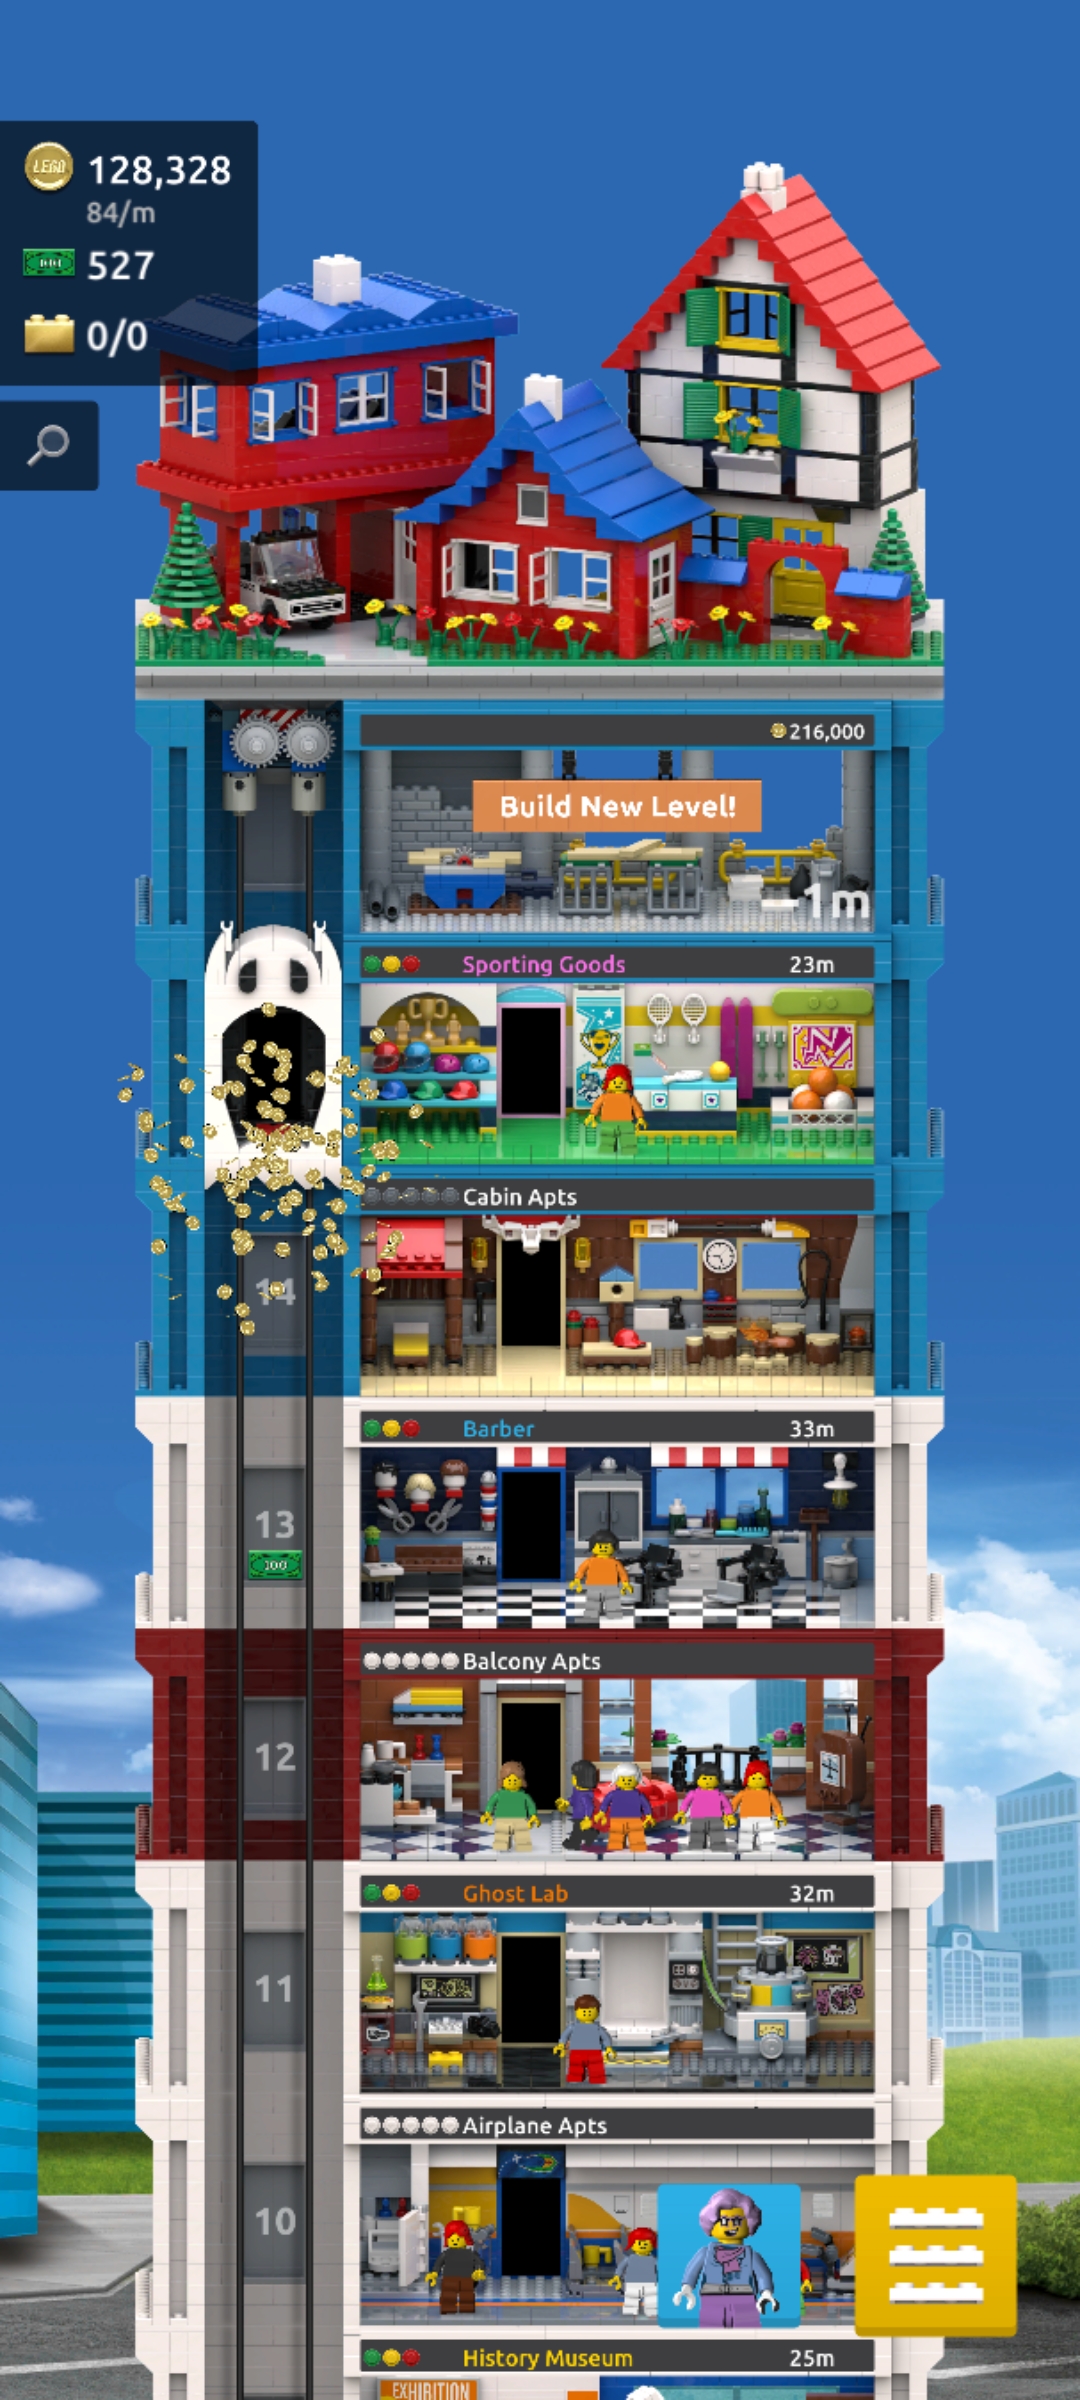 LEGO 128,328
84/m
100 527
0/0
216,000
Build New Level!
-1m
Sporting Goods 23m
Cabin Apts
14
Barber 33m
13
100
Balcony Apts
12
Ghost Lab 32m
11
Airplane Apts
10
History Museum 25m
EXHIBITION